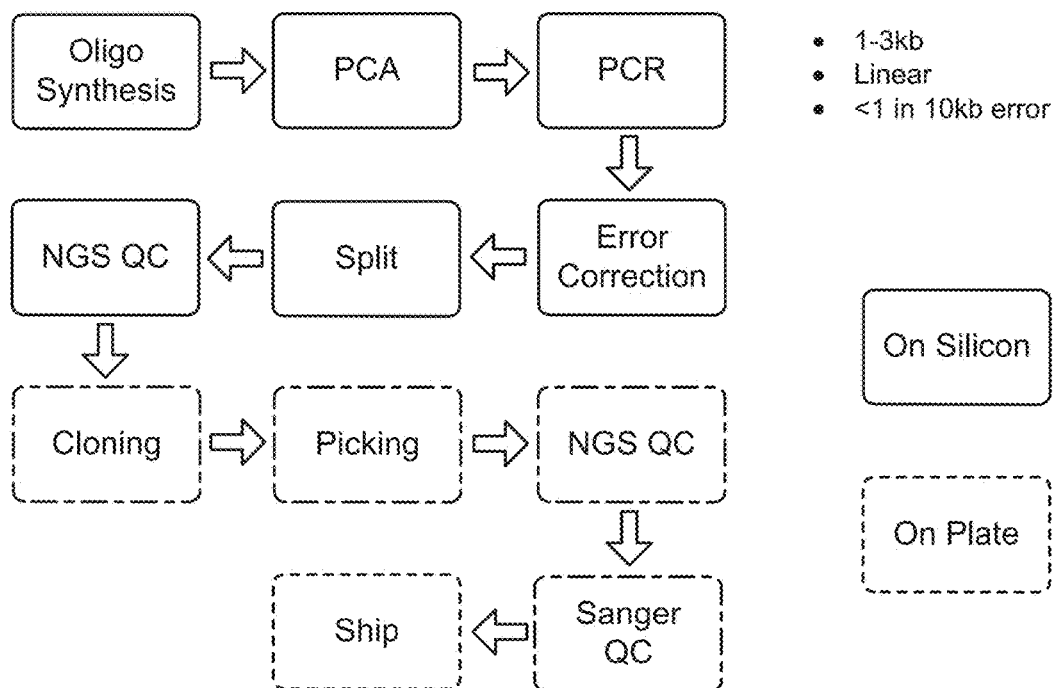 Oligo
Synthesis
PCA
PCR
• 1-3kb
• Linear
• <1 in 10kb error
NGS QC
Split
Error
Correction
On Silicon
Cloning
Picking
NGS QC
On Plate
Ship
Sanger
QC